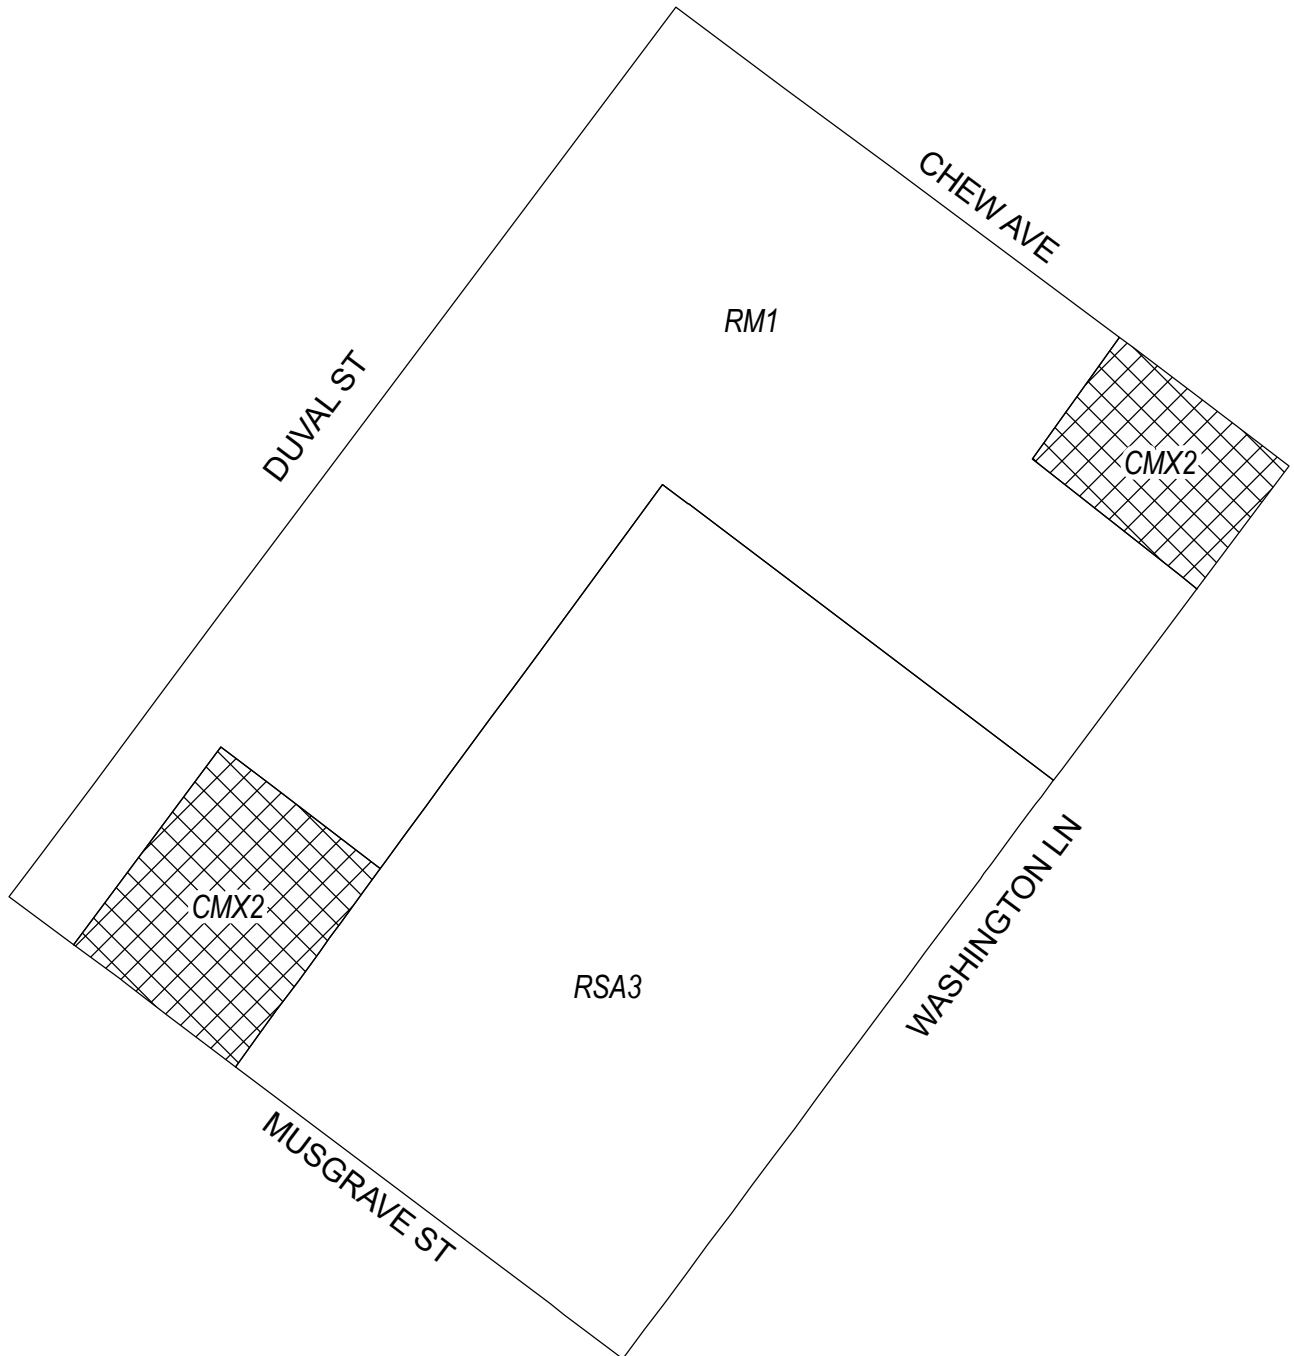 CHEW AVE
RM1
DUVAL ST
CMX2
CMX2
RSA3
WASHINGTON LN
MUSGRAVE ST